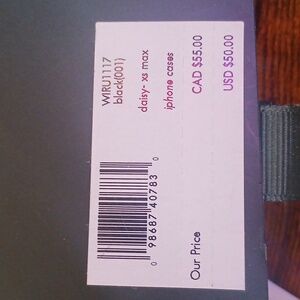 WIRU1117
black(001)
daisy- xs max
iphone cases
CAD $55.00
USD $50.00
0 98687 40783 0
Our Price